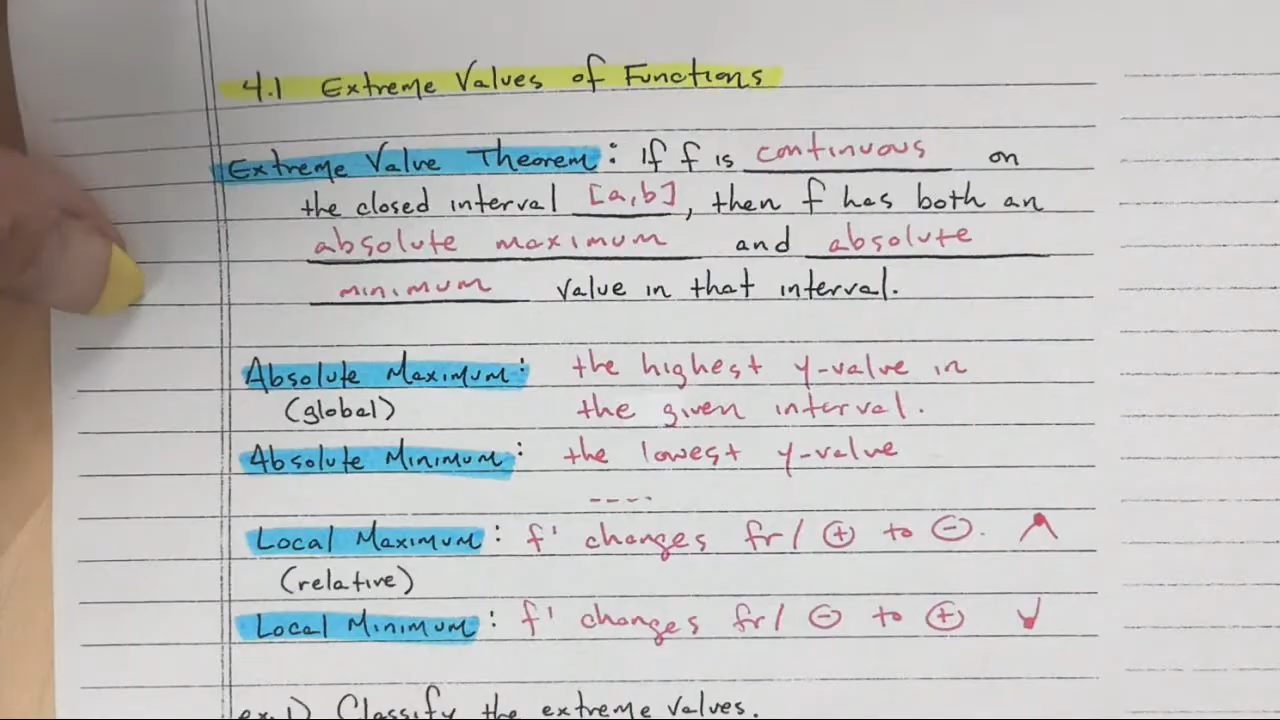 4.1 Extreme Values of Functions
Extreme Value Theorem: If f is continuous on
the closed interval [a,b], then f has both an
absolute maximum and absolute
minimum value in that interval.
Absolute Maximum: the highest y-value in
(global) the given interval.
Absolute Minimum: the lowest y-value
----.
Local Maximum: f' changes fr/ ⊕ to ⊖.
(relative)
Local Minimum: f' changes fr/ ⊖ to ⊕
ex.1) Classify the extreme values.